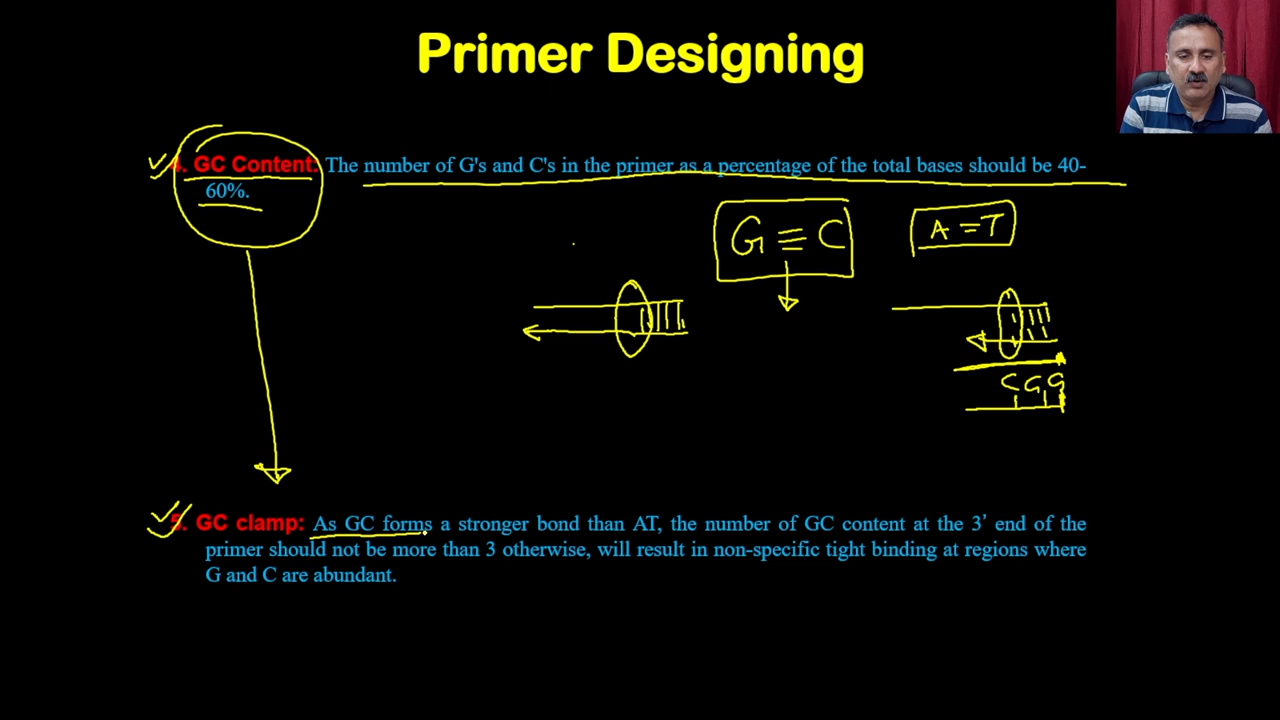 Primer Designing
4. GC Content: The number of G's and C's in the primer as a percentage of the total bases should be 40-
60%.
G ≡ C
A = T
C G G
5. GC clamp: As GC forms a stronger bond than AT, the number of GC content at the 3’ end of the
primer should not be more than 3 otherwise, will result in non-specific tight binding at regions where
G and C are abundant.